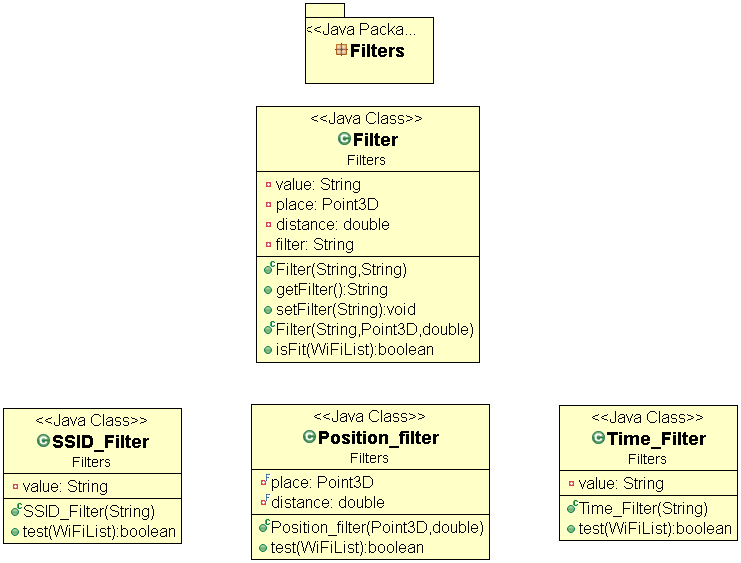 <<Java Packa...
Filters
<<Java Class>>
Filter
Filters
value: String
place: Point3D
distance: double
filter: String
Filter(String,String)
getFilter():String
setFilter(String):void
Filter(String,Point3D,double)
isFit(WiFiList):boolean
<<Java Class>>
SSID_Filter
Filters
value: String
SSID_Filter(String)
test(WiFiList):boolean
<<Java Class>>
Position_filter
Filters
place: Point3D
distance: double
Position_filter(Point3D,double)
test(WiFiList):boolean
<<Java Class>>
Time_Filter
Filters
value: String
Time_Filter(String)
test(WiFiList):boolean